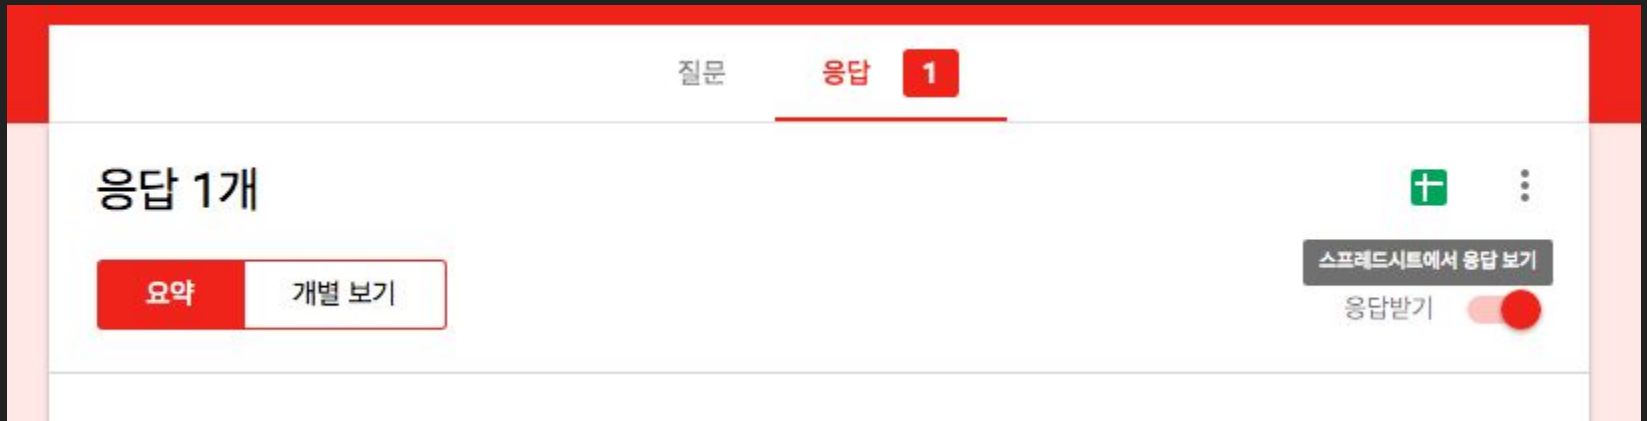 질문 응답 1
응답 1개
스프레드시트에서 응답 보기
요약 개별 보기
응답받기